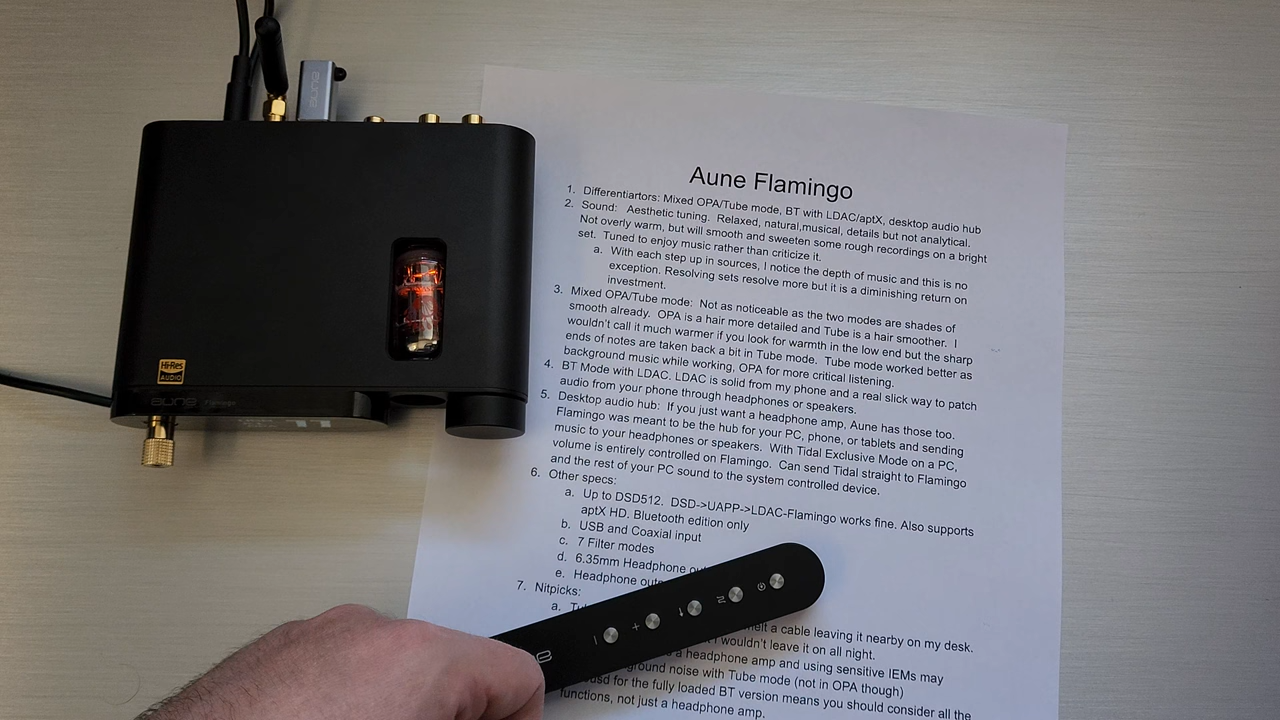 aune
Hi-Res
AUDIO
aune Flamingo
11
Aune Flamingo
1. Differentiartors: Mixed OPA/Tube mode, BT with LDAC/aptX, desktop audio hub
2. Sound: Aesthetic tuning. Relaxed, natural,musical, details but not analytical.
Not overly warm, but will smooth and sweeten some rough recordings on a bright
set. Tuned to enjoy music rather than criticize it.
a. With each step up in sources, I notice the depth of music and this is no
exception. Resolving sets resolve more but it is a diminishing return on
investment.
3. Mixed OPA/Tube mode: Not as noticeable as the two modes are shades of
smooth already. OPA is a hair more detailed and Tube is a hair smoother. I
wouldn't call it much warmer if you look for warmth in the low end but the sharp
ends of notes are taken back a bit in Tube mode. Tube mode worked better as
background music while working, OPA for more critical listening.
4. BT Mode with LDAC. LDAC is solid from my phone and a real slick way to patch
audio from your phone through headphones or speakers.
5. Desktop audio hub: If you just want a headphone amp, Aune has those too.
Flamingo was meant to be the hub for your PC, phone, or tablets and sending
music to your headphones or speakers. With Tidal Exclusive Mode on a PC,
volume is entirely controlled on Flamingo. Can send Tidal straight to Flamingo
and the rest of your PC sound to the system controlled device.
6. Other specs:
a. Up to DSD512. DSD->UAPP->LDAC-Flamingo works fine. Also supports
aptX HD. Bluetooth edition only
b. USB and Coaxial input
c. 7 Filter modes
d. 6.35mm Headphone
e. Headphone
7. Nitpicks:
a.
melt a cable leaving it nearby on my desk.
I wouldn't leave it on all night.
a headphone amp and using sensitive IEMs may
noise with Tube mode (not in OPA though)
for the fully loaded BT version means you should consider all the
functions, not just a headphone amp.